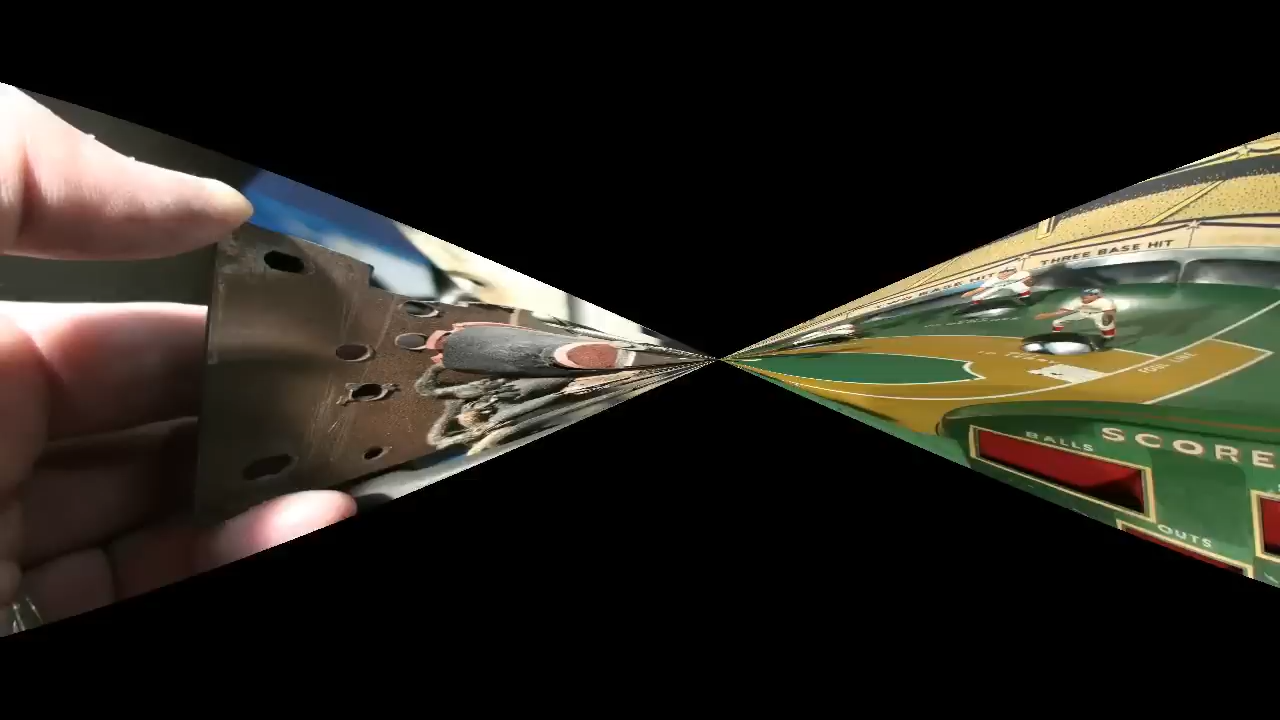 THREE BASE HIT
BASE HIT
FOUL LINE
BALLS
SCORE
OUTS